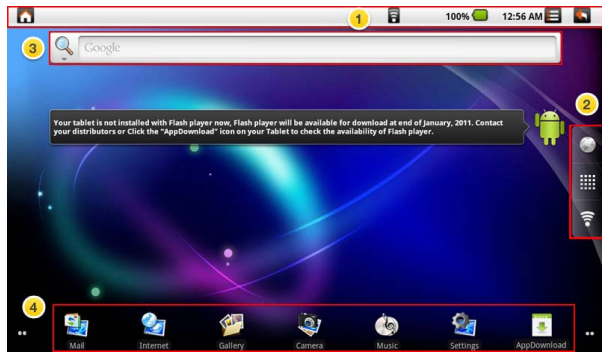 1
100%
12:56 AM
3
Google
2
Your tablet is not installed with Flash player now, Flash player will be available for download at end of January, 2011. Contact
your distributors or Click the “AppDownload” icon on your Tablet to check the availability of Flash player.
4
Mail
Internet
Gallery
Camera
Music
Settings
AppDownload